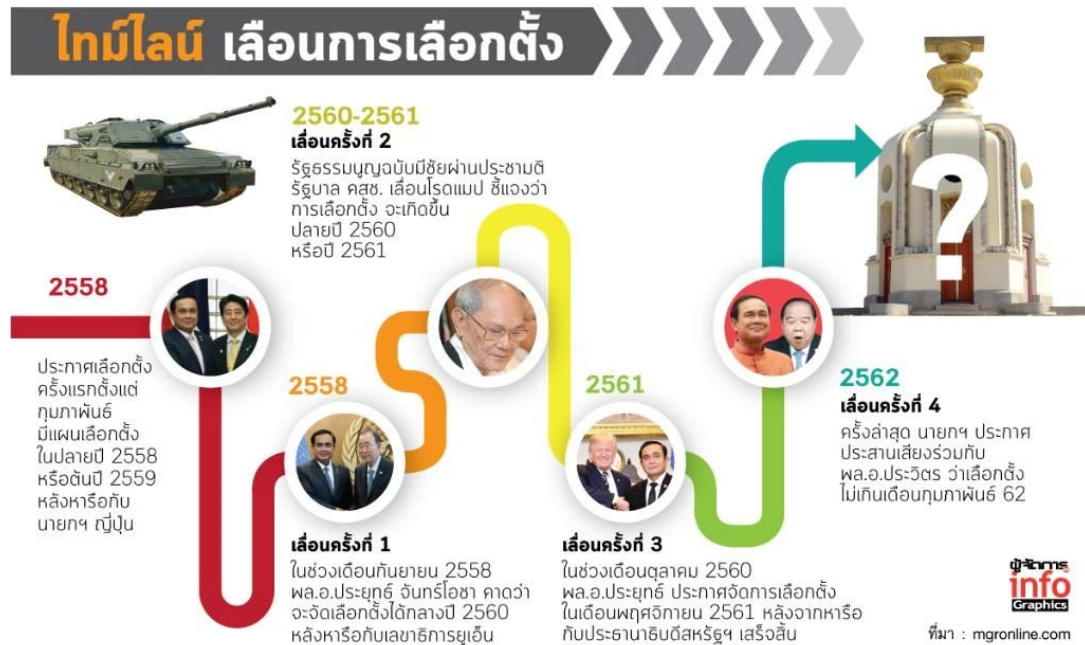 ไทม์ไลน์ เลื่อนการเลือกตั้ง
2558
ประกาศเลือกตั้ง
ครั้งแรกตั้งแต่
กุมภาพันธ์
มีแผนเลือกตั้ง
ในปลายปี 2558
หรือต้นปี 2559
หลังหารือกับ
นายกฯ ญี่ปุ่น
2558
เลื่อนครั้งที่ 1
ในช่วงเดือนกันยายน 2558
พล.อ.ประยุทธ์ จันทร์โอชา คาดว่า
จะจัดเลือกตั้งได้กลางปี 2560
หลังหารือกับเลขาธิการยูเอ็น
2560-2561
เลื่อนครั้งที่ 2
รัฐธรรมนูญฉบับมีชัยผ่านประชามติ
รัฐบาล คสช. เลื่อนโรดแมป ชี้แจงว่า
การเลือกตั้ง จะเกิดขึ้น
ปลายปี 2560
หรือปี 2561
2561
เลื่อนครั้งที่ 3
ในช่วงเดือนตุลาคม 2560
พล.อ.ประยุทธ์ ประกาศจัดการเลือกตั้ง
ในเดือนพฤศจิกายน 2561 หลังจากหารือ
กับประธานาธิบดีสหรัฐฯ เสร็จสิ้น
2562
เลื่อนครั้งที่ 4
ครั้งล่าสุด นายกฯ ประกาศ
ประสานเสียงร่วมกับ
พล.อ.ประวิตร ว่าเลือกตั้ง
ไม่เกินเดือนกุมภาพันธ์ 62
?
ผู้จัดการ
info
Graphics
ที่มา : mgronline.com